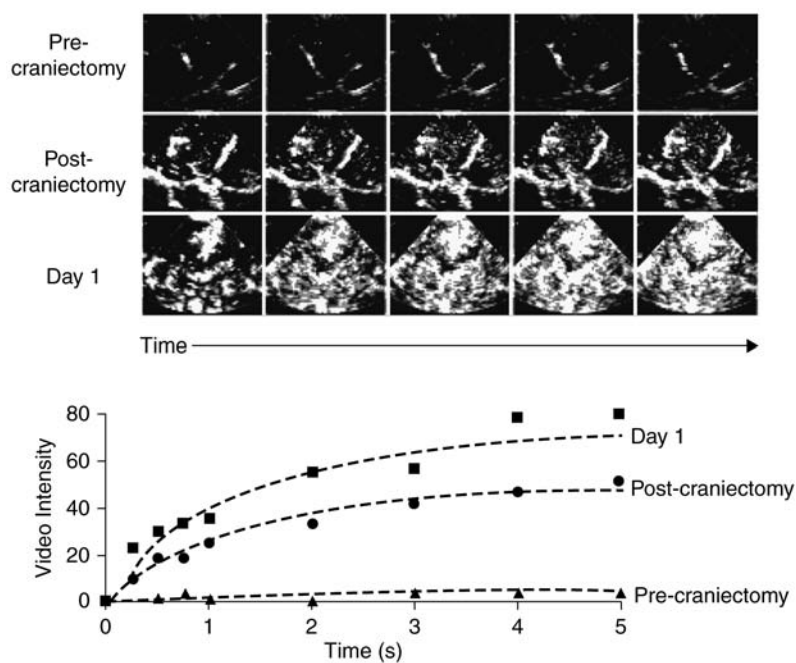 Pre-
craniectomy
Post-
craniectomy
Day 1
Time
80
60
40
20
0
Video Intensity
0
1
2
3
4
5
Time (s)
Day 1
Post-craniectomy
Pre-craniectomy